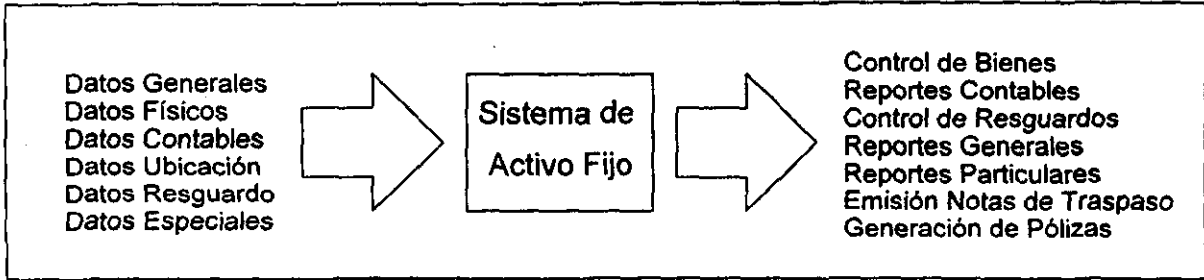 Datos Generales
Datos Físicos
Datos Contables
Datos Ubicación
Datos Resguardo
Datos Especiales
Sistema de
Activo Fijo
Control de Bienes
Reportes Contables
Control de Resguardos
Reportes Generales
Reportes Particulares
Emisión Notas de Traspaso
Generación de Pólizas